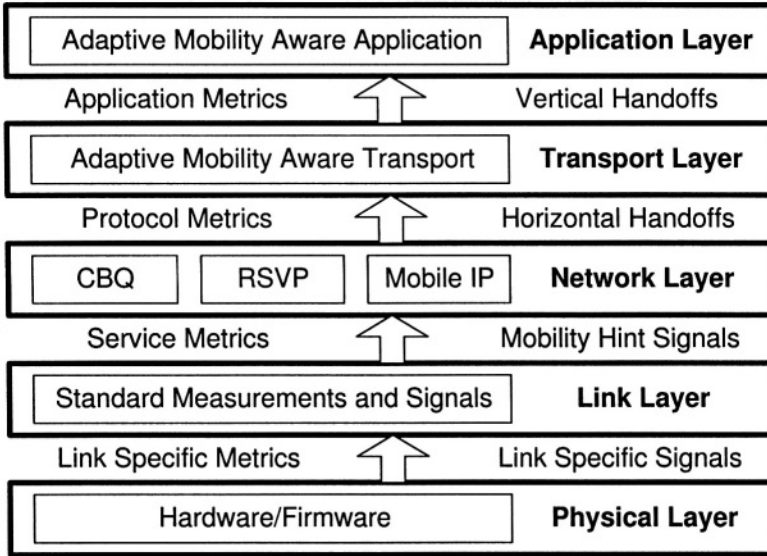 Adaptive Mobility Aware Application Application Layer
Application Metrics Vertical Handoffs
Adaptive Mobility Aware Transport Transport Layer
Protocol Metrics Horizontal Handoffs
CBQ RSVP Mobile IP Network Layer
Service Metrics Mobility Hint Signals
Standard Measurements and Signals Link Layer
Link Specific Metrics Link Specific Signals
Hardware/Firmware Physical Layer